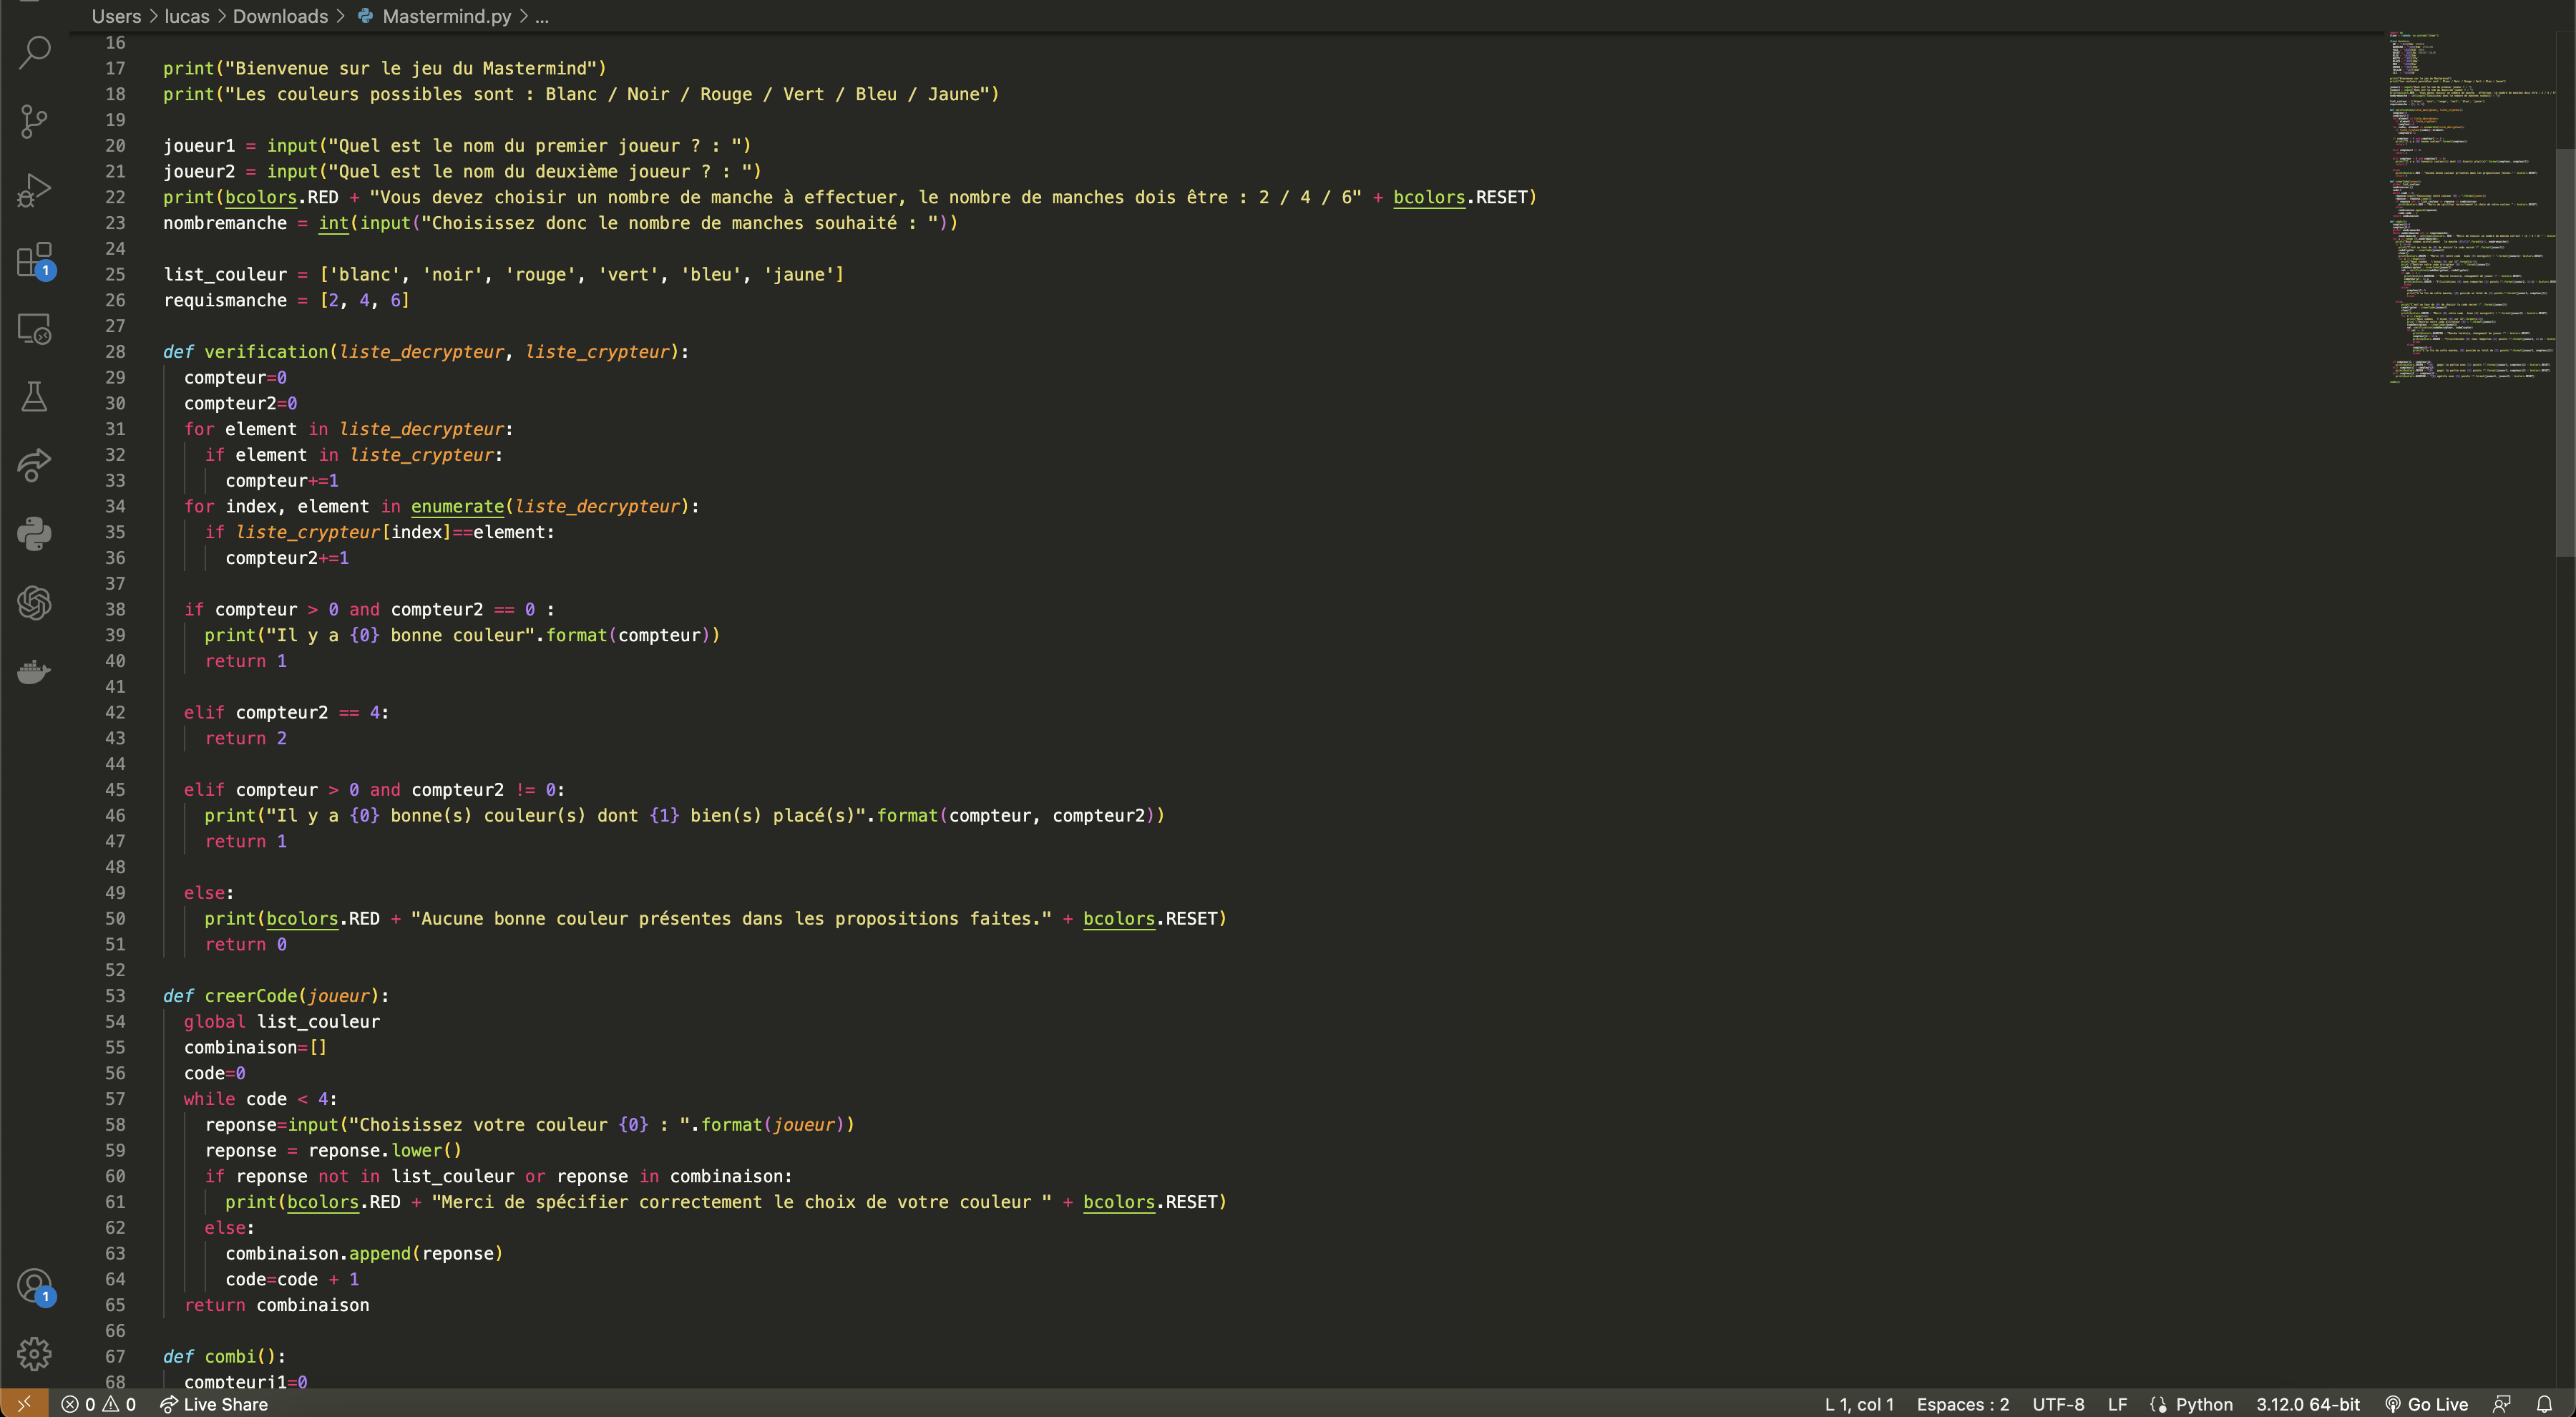 Users > lucas > Downloads > Mastermind.py > ...
16
17 print("Bienvenue sur le jeu du Mastermind")
18 print("Les couleurs possibles sont : Blanc / Noir / Rouge / Vert / Bleu / Jaune")
19
20 joueur1 = input("Quel est le nom du premier joueur ? : ")
21 joueur2 = input("Quel est le nom du deuxième joueur ? : ")
22 print(bcolors.RED + "Vous devez choisir un nombre de manche à effectuer, le nombre de manches dois être : 2 / 4 / 6" + bcolors.RESET)
23 nombremanche = int(input("Choisissez donc le nombre de manches souhaité : "))
24
25 list_couleur = ['blanc', 'noir', 'rouge', 'vert', 'bleu', 'jaune']
26 requismanche = [2, 4, 6]
27
28 def verification(liste_decrypteur, liste_crypteur):
29   compteur=0
30   compteur2=0
31   for element in liste_decrypteur:
32     if element in liste_crypteur:
33       compteur+=1
34   for index, element in enumerate(liste_decrypteur):
35     if liste_crypteur[index]==element:
36       compteur2+=1
37
38   if compteur > 0 and compteur2 == 0 :
39     print("Il y a {0} bonne couleur".format(compteur))
40     return 1
41
42   elif compteur2 == 4:
43     return 2
44
45   elif compteur > 0 and compteur2 != 0:
46     print("Il y a {0} bonne(s) couleur(s) dont {1} bien(s) placé(s)".format(compteur, compteur2))
47     return 1
48
49   else:
50     print(bcolors.RED + "Aucune bonne couleur présentes dans les propositions faites." + bcolors.RESET)
51     return 0
52
53 def creerCode(joueur):
54   global list_couleur
55   combinaison=[]
56   code=0
57   while code < 4:
58     reponse=input("Choisissez votre couleur {0} : ".format(joueur))
59     reponse = reponse.lower()
60     if reponse not in list_couleur or reponse in combinaison:
61       print(bcolors.RED + "Merci de spécifier correctement le choix de votre couleur " + bcolors.RESET)
62     else:
63       combinaison.append(reponse)
64       code=code + 1
65   return combinaison
66
67 def combi():
68   compteurj1=0
1
1
0 0 Live Share L 1, col 1 Espaces : 2 UTF-8 LF Python 3.12.0 64-bit Go Live